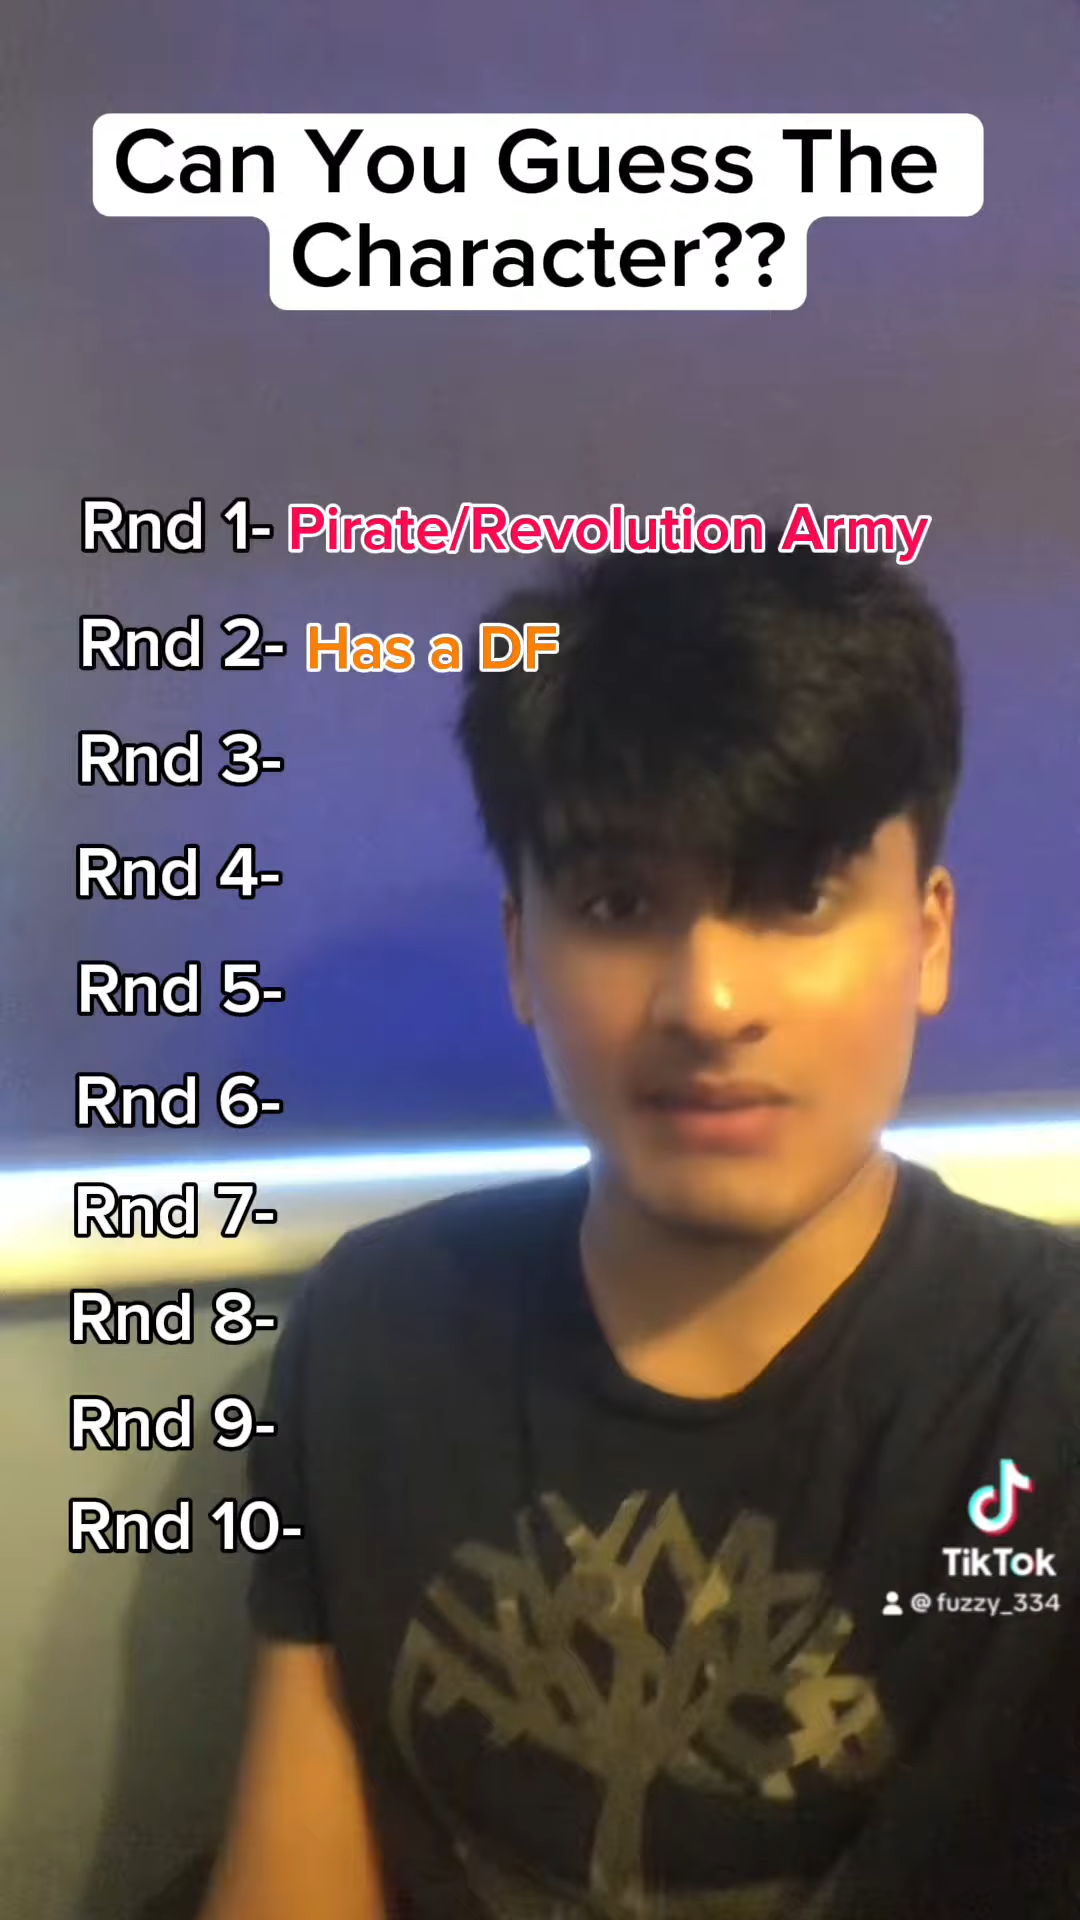 Can You Guess The
Character??
Rnd 1- Pirate/Revolution Army
Rnd 2- Has a DF
Rnd 3-
Rnd 4-
Rnd 5-
Rnd 6-
Rnd 7-
Rnd 8-
Rnd 9-
Rnd 10-
TikTok
@fuzzy_334